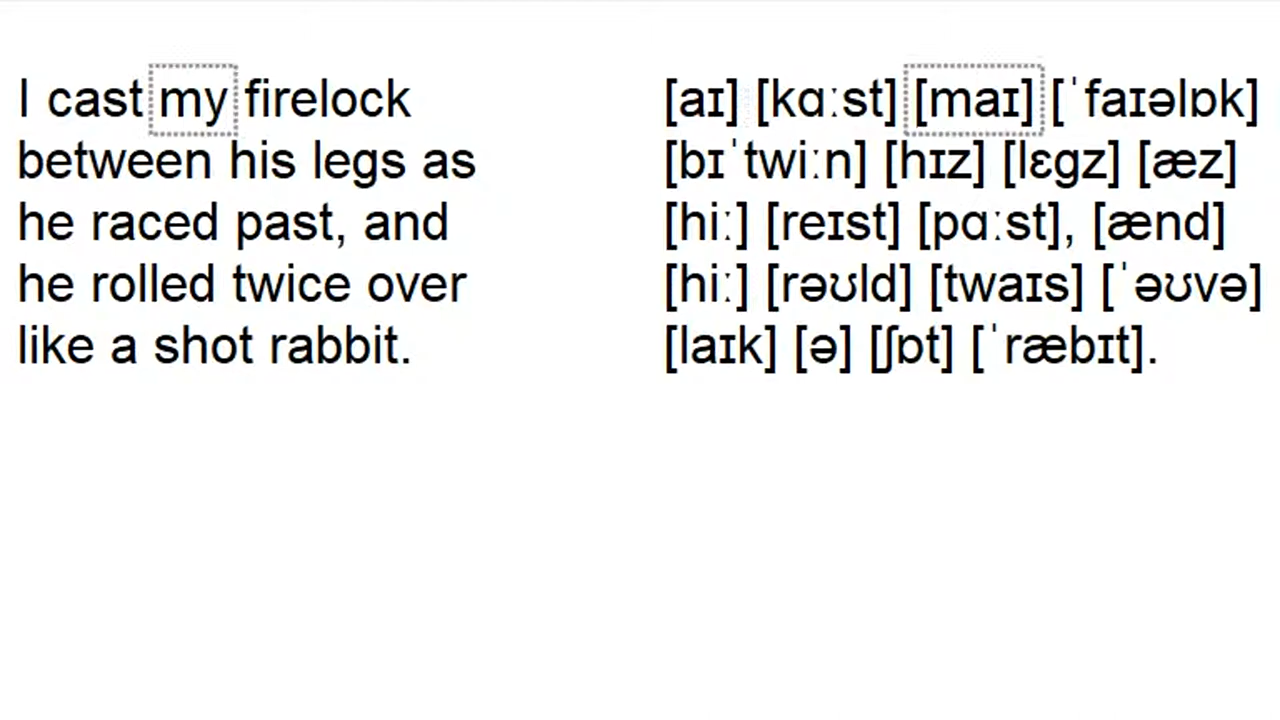 I cast my firelock
between his legs as
he raced past, and
he rolled twice over
like a shot rabbit.
[aɪ] [kɑːst] [maɪ] [ˈfaɪəlɒk]
[bɪˈtwiːn] [hɪz] [lɛgz] [æz]
[hiː] [reɪst] [pɑːst], [ænd]
[hiː] [rəʊld] [twaɪs] [ˈəʊvə]
[laɪk] [ə] [ʃɒt] [ˈræbɪt].